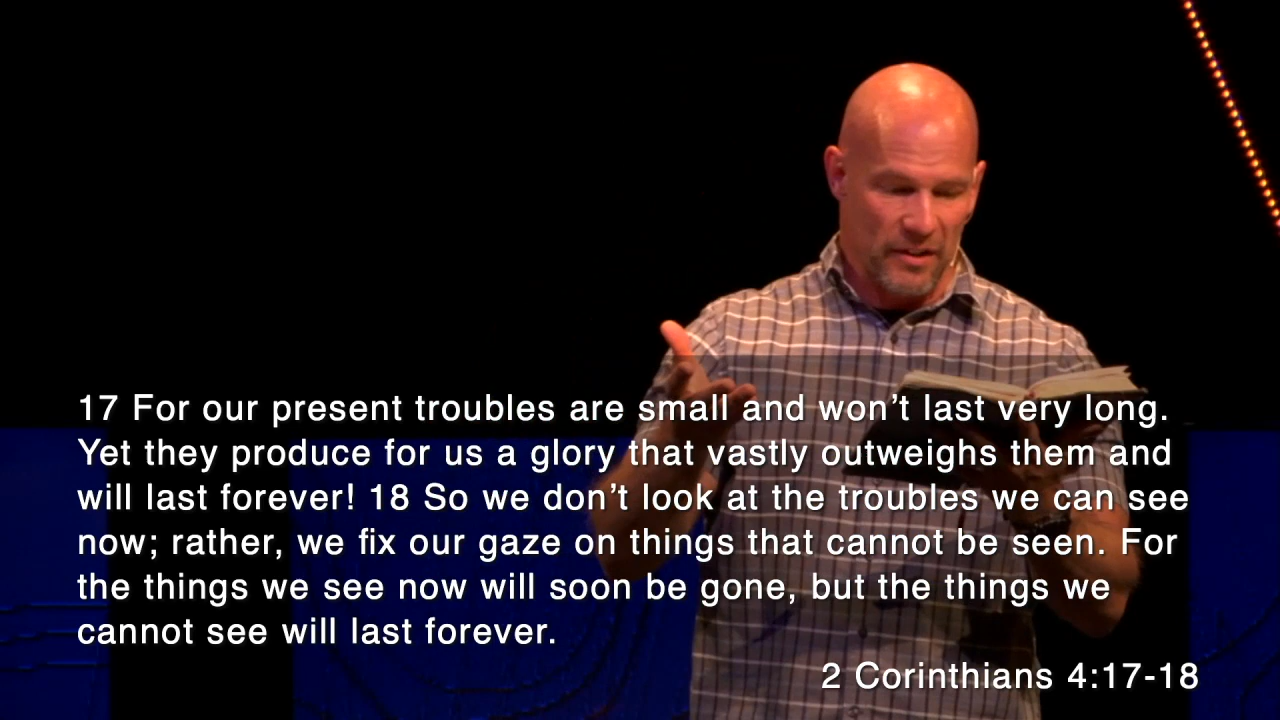 17 For our present troubles are small and won’t last very long.
Yet they produce for us a glory that vastly outweighs them and
will last forever! 18 So we don’t look at the troubles we can see
now; rather, we fix our gaze on things that cannot be seen. For
the things we see now will soon be gone, but the things we
cannot see will last forever.
2 Corinthians 4:17-18